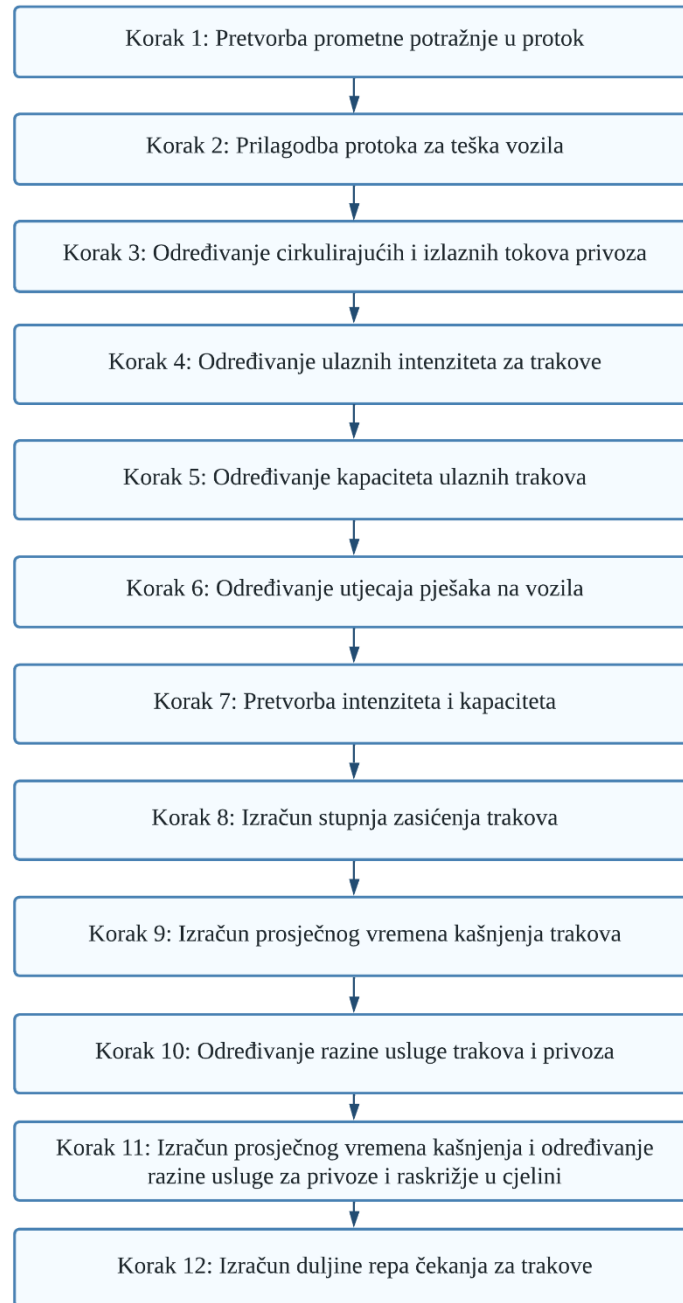 Korak 1: Pretvorba prometne potražnje u protok
Korak 2: Prilagodba protoka za teška vozila
Korak 3: Određivanje cirkulirajućih i izlaznih tokova privoza
Korak 4: Određivanje ulaznih intenziteta za trakove
Korak 5: Određivanje kapaciteta ulaznih trakova
Korak 6: Određivanje utjecaja pješaka na vozila
Korak 7: Pretvorba intenziteta i kapaciteta
Korak 8: Izračun stupnja zasićenja trakova
Korak 9: Izračun prosječnog vremena kašnjenja trakova
Korak 10: Određivanje razine usluge trakova i privoza
Korak 11: Izračun prosječnog vremena kašnjenja i određivanje
razine usluge za privoze i raskrižje u cjelini
Korak 12: Izračun duljine repa čekanja za trakove